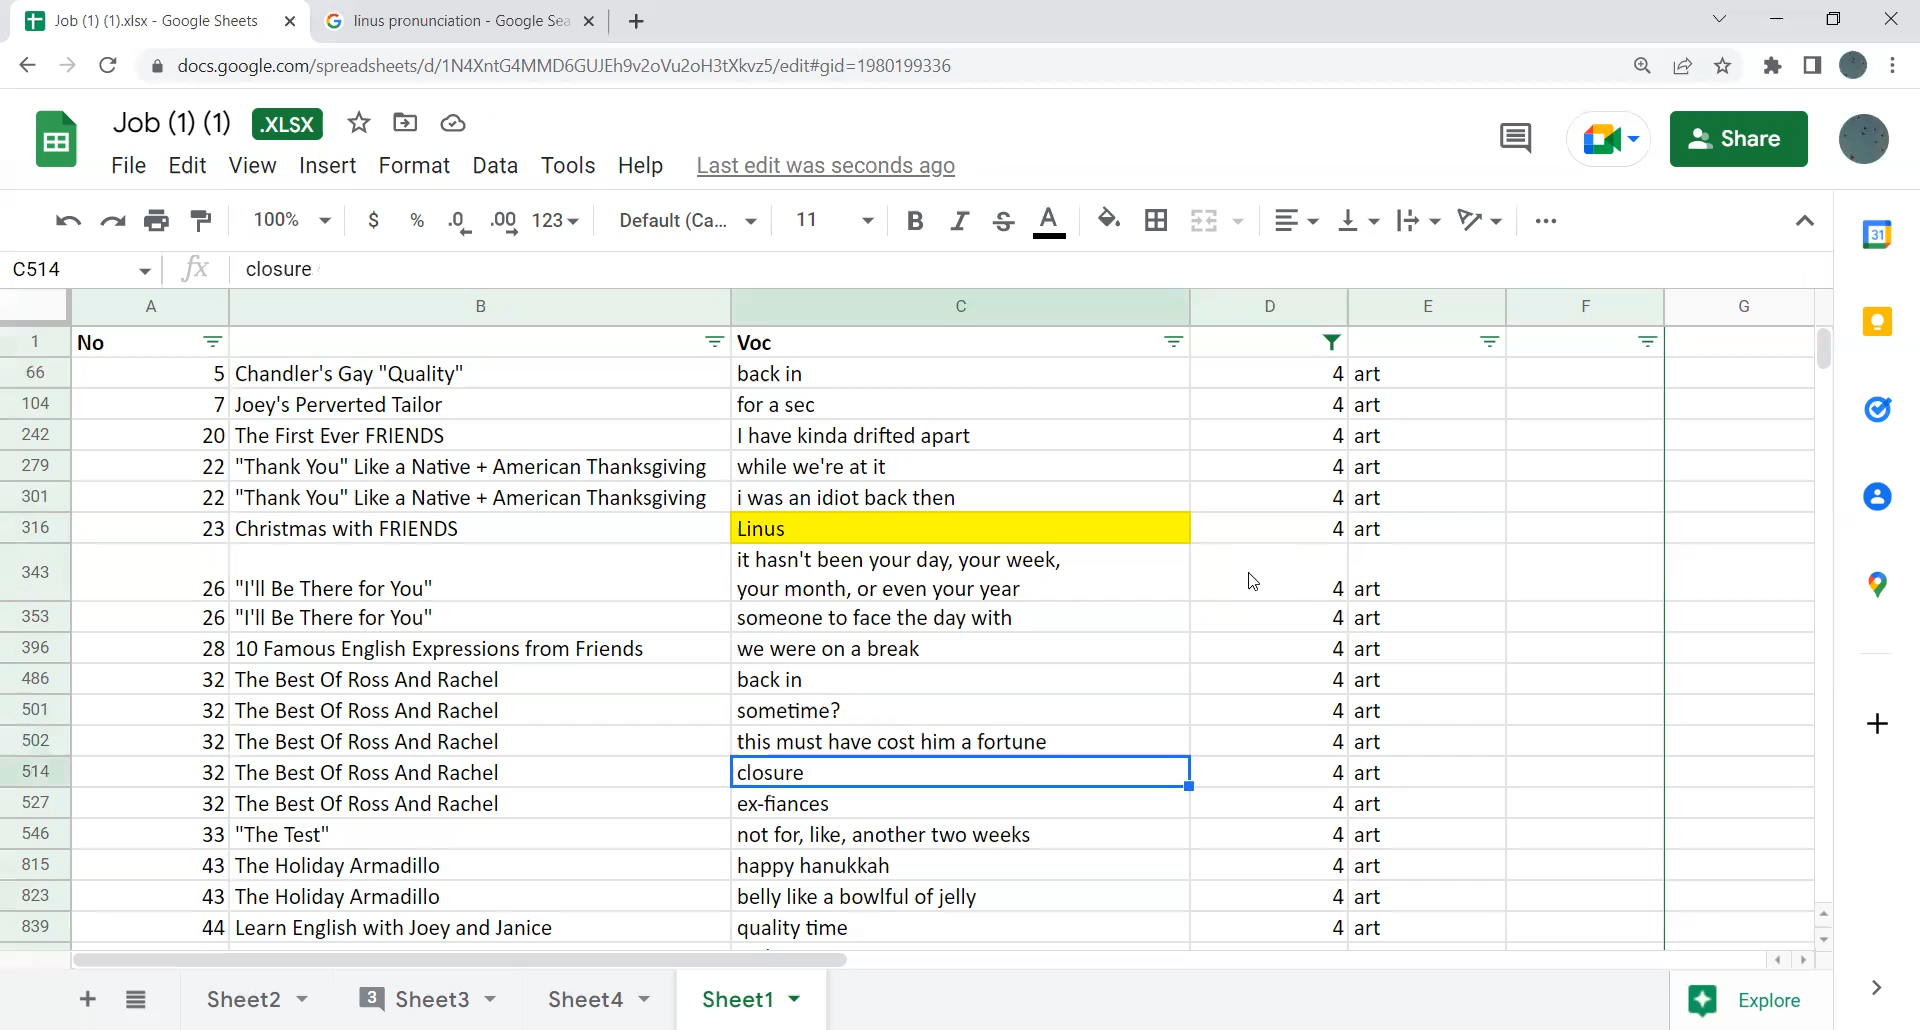 Job (1) (1).xlsx - Google Sheets
linus pronunciation - Google Sea
docs.google.com/spreadsheets/d/1N4XntG4MMD6GUJEh9v2oVu2oH3tXkvz5/edit#gid=1980199336
Job (1) (1) .XLSX
Share
File Edit View Insert Format Data Tools Help Last edit was seconds ago
100% $ % .0 .00 123 Default (Ca... 11 B I S A
31
C514 fx closure
A B C D E F G
1 No Voc
66 5 Chandler's Gay "Quality" back in 4 art
104 7 Joey's Perverted Tailor for a sec 4 art
242 20 The First Ever FRIENDS I have kinda drifted apart 4 art
279 22 "Thank You" Like a Native + American Thanksgiving while we're at it 4 art
301 22 "Thank You" Like a Native + American Thanksgiving i was an idiot back then 4 art
316 23 Christmas with FRIENDS Linus 4 art
it hasn't been your day, your week,
343 26 "I'll Be There for You" your month, or even your year 4 art
353 26 "I'll Be There for You" someone to face the day with 4 art
396 28 10 Famous English Expressions from Friends we were on a break 4 art
486 32 The Best Of Ross And Rachel back in 4 art
501 32 The Best Of Ross And Rachel sometime? 4 art
502 32 The Best Of Ross And Rachel this must have cost him a fortune 4 art
514 32 The Best Of Ross And Rachel closure 4 art
527 32 The Best Of Ross And Rachel ex-fiances 4 art
546 33 "The Test" not for, like, another two weeks 4 art
815 43 The Holiday Armadillo happy hanukkah 4 art
823 43 The Holiday Armadillo belly like a bowlful of jelly 4 art
839 44 Learn English with Joey and Janice quality time 4 art
Sheet2 3 Sheet3 Sheet4 Sheet1 Explore